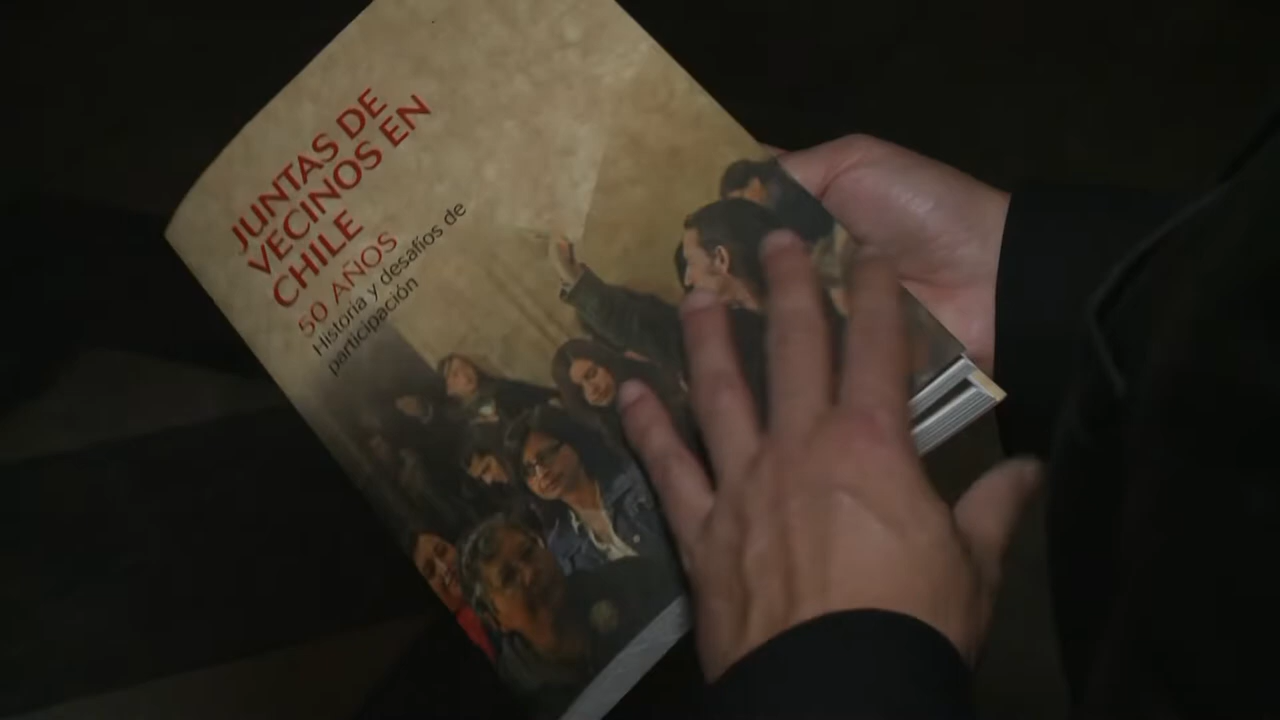 JUNTAS DE
VECINOS EN
CHILE
50 AÑOS
Historia y desafíos de
participación